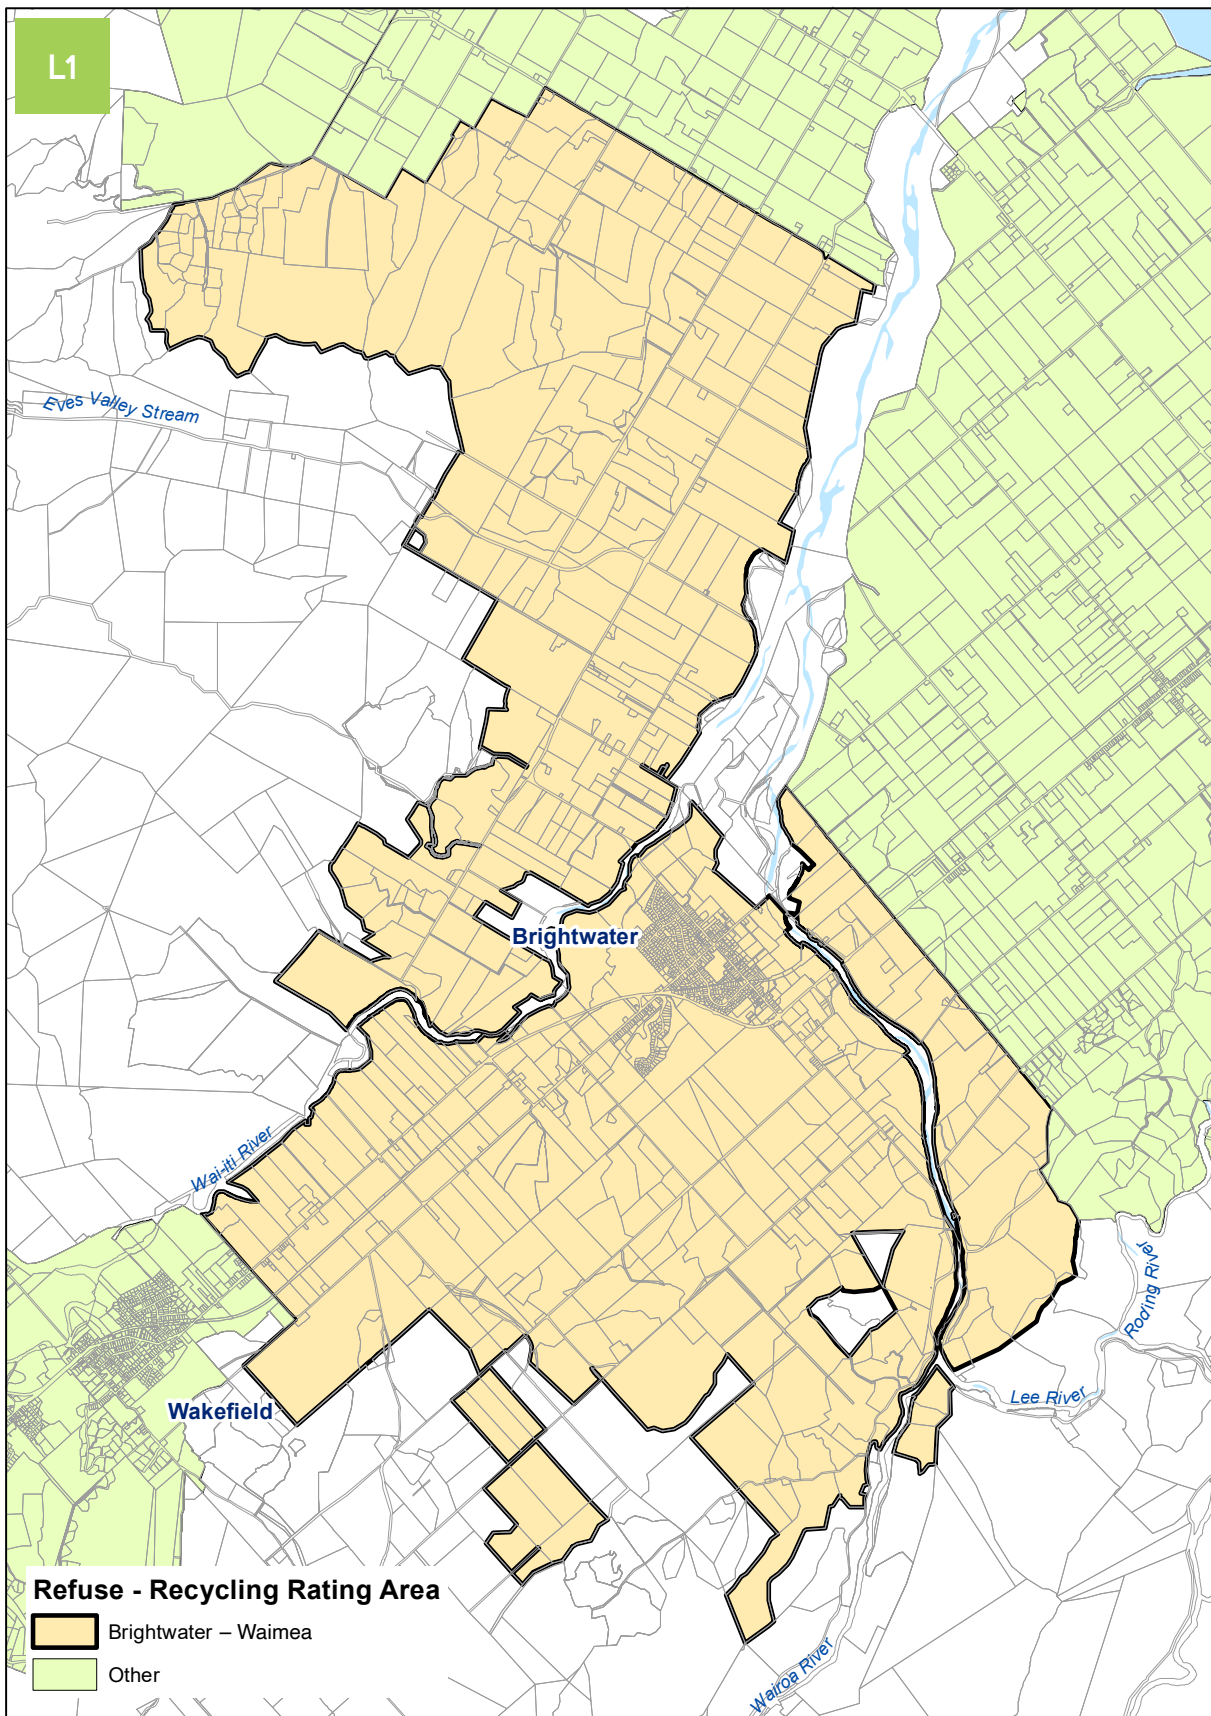 L1
Eves Valley Stream
Brightwater
Wai-iti River
Roding River
Lee River
Wakefield
Refuse - Recycling Rating Area
Brightwater – Waimea
Other
Wairoa River